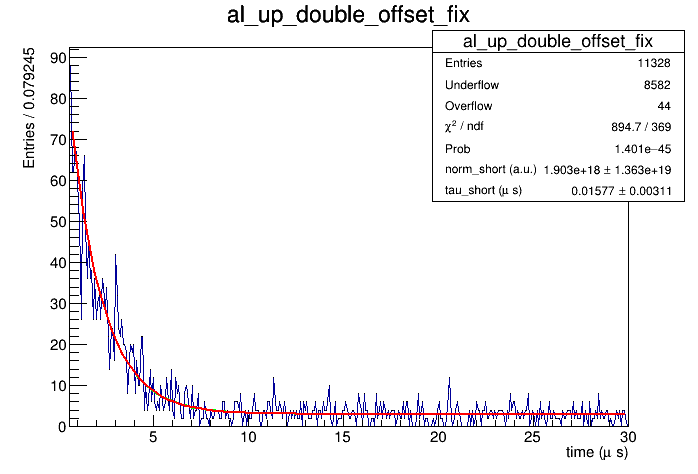 al_up_double_offset_fix
al_up_double_offset_fix
Entries 11328
Underflow 8582
Overflow 44
χ² / ndf 894.7 / 369
Prob 1.401e−45
norm_short (a.u.) 1.903e+18 ± 1.363e+19
tau_short (μ s) 0.01577 ± 0.00311
Entries / 0.079245
90
80
70
60
50
40
30
20
10
0
5 10 15 20 25 30
time (μ s)